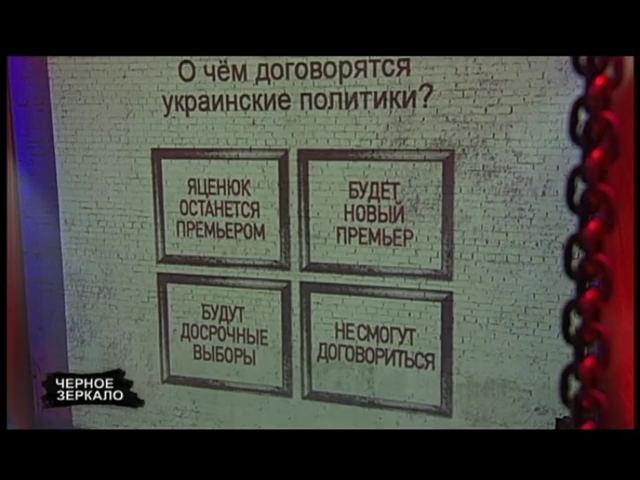 О чём договорятся
украинские политики?
ЯЦЕНЮК
ОСТАНЕТСЯ
ПРЕМЬЕРОМ
БУДЕТ
НОВЫЙ
ПРЕМЬЕР
БУДУТ
ДОСРОЧНЫЕ
ВЫБОРЫ
НЕ СМОГУТ
ДОГОВОРИТЬСЯ
ЧЕРНОЕ
ЗЕРКАЛО